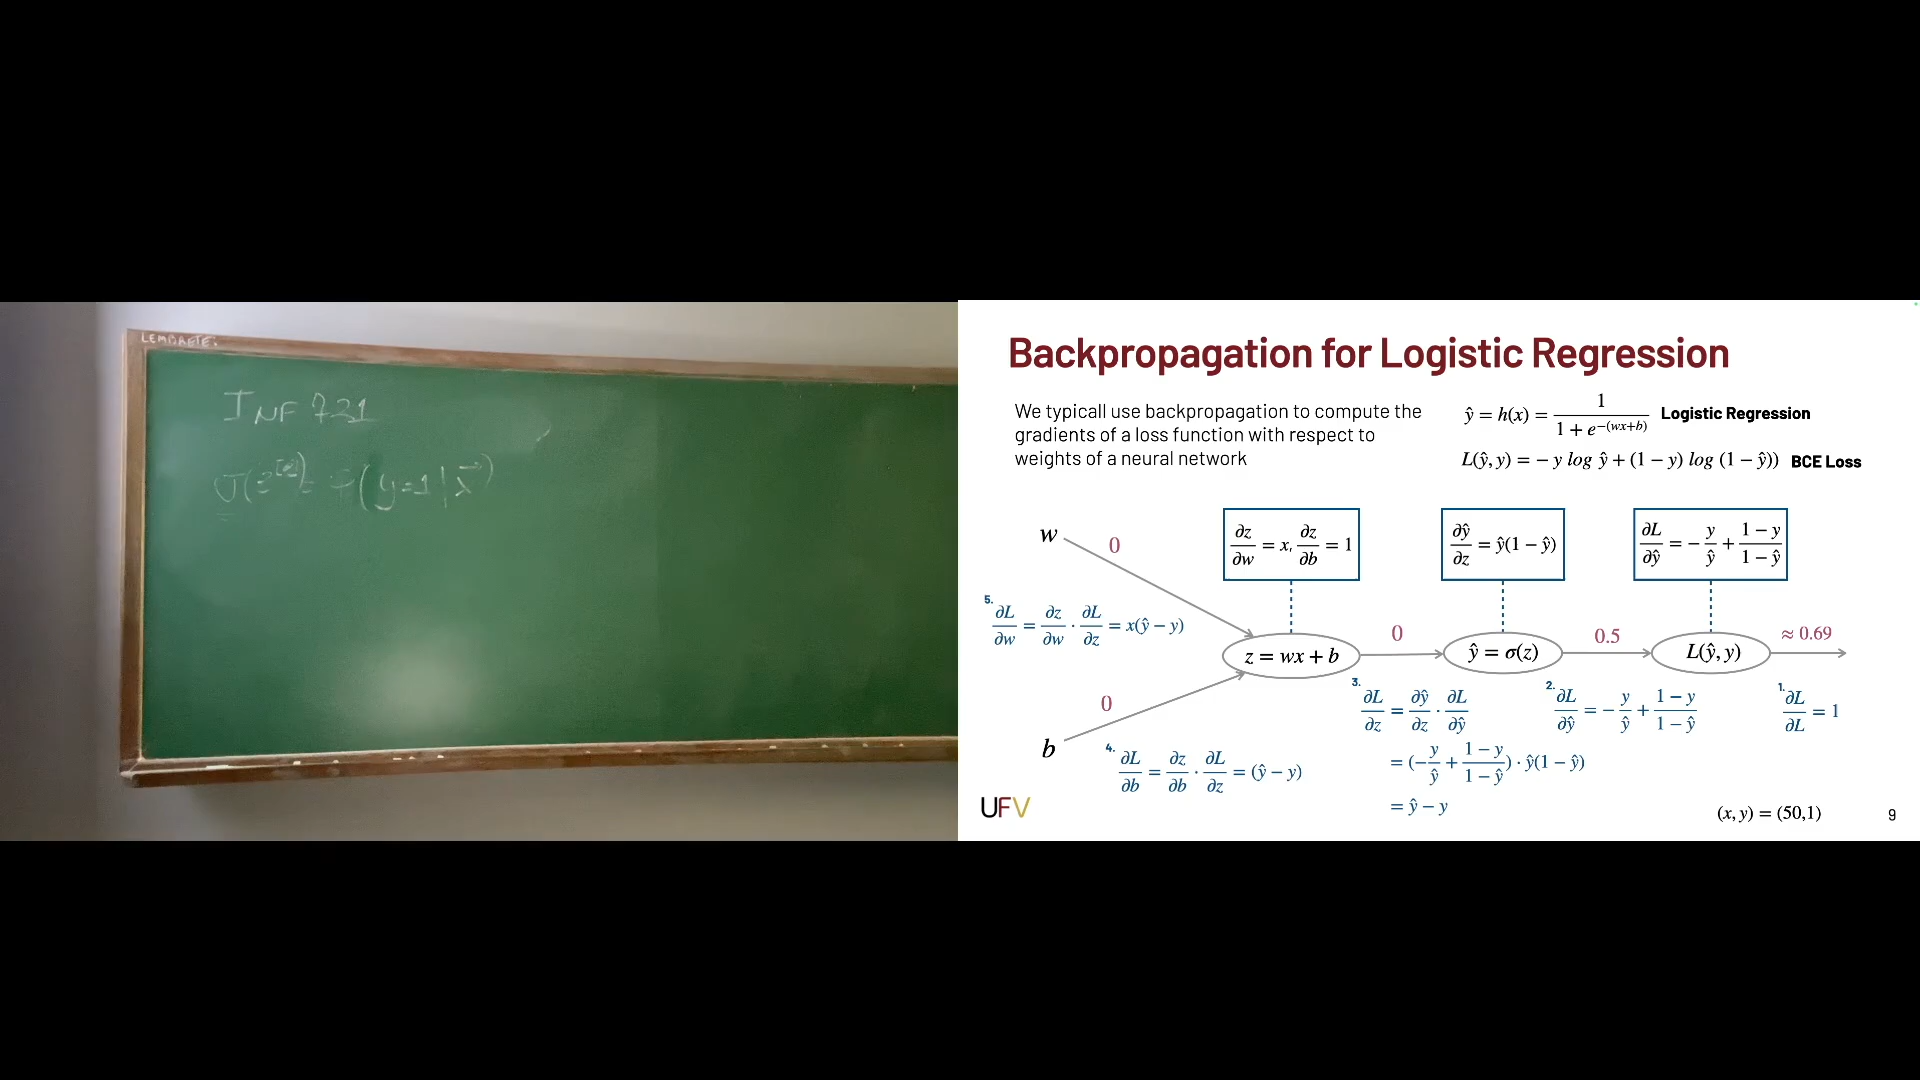 LEMBRETE:
INF 721
σ(z^[2]) = P(y=1|x⃗)
Backpropagation for Logistic Regression
We typicall use backpropagation to compute the
gradients of a loss function with respect to
weights of a neural network
ŷ = h(x) = 1 / (1 + e^−(wx+b)) Logistic Regression
L(ŷ, y) = − y log ŷ + (1 − y) log (1 − ŷ)) BCE Loss
∂z/∂w = x, ∂z/∂b = 1
∂ŷ/∂z = ŷ(1 − ŷ)
∂L/∂ŷ = − y/ŷ + (1 − y)/(1 − ŷ)
w
0
5. ∂L/∂w = ∂z/∂w · ∂L/∂z = x(ŷ − y)
z = wx + b
0
ŷ = σ(z)
0.5
L(ŷ, y)
≈ 0.69
0
b
4. ∂L/∂b = ∂z/∂b · ∂L/∂z = (ŷ − y)
3. ∂L/∂z = ∂ŷ/∂z · ∂L/∂ŷ
= (− y/ŷ + (1 − y)/(1 − ŷ)) · ŷ(1 − ŷ)
= ŷ − y
2. ∂L/∂ŷ = − y/ŷ + (1 − y)/(1 − ŷ)
1. ∂L/∂L = 1
UFV
(x, y) = (50,1)
9